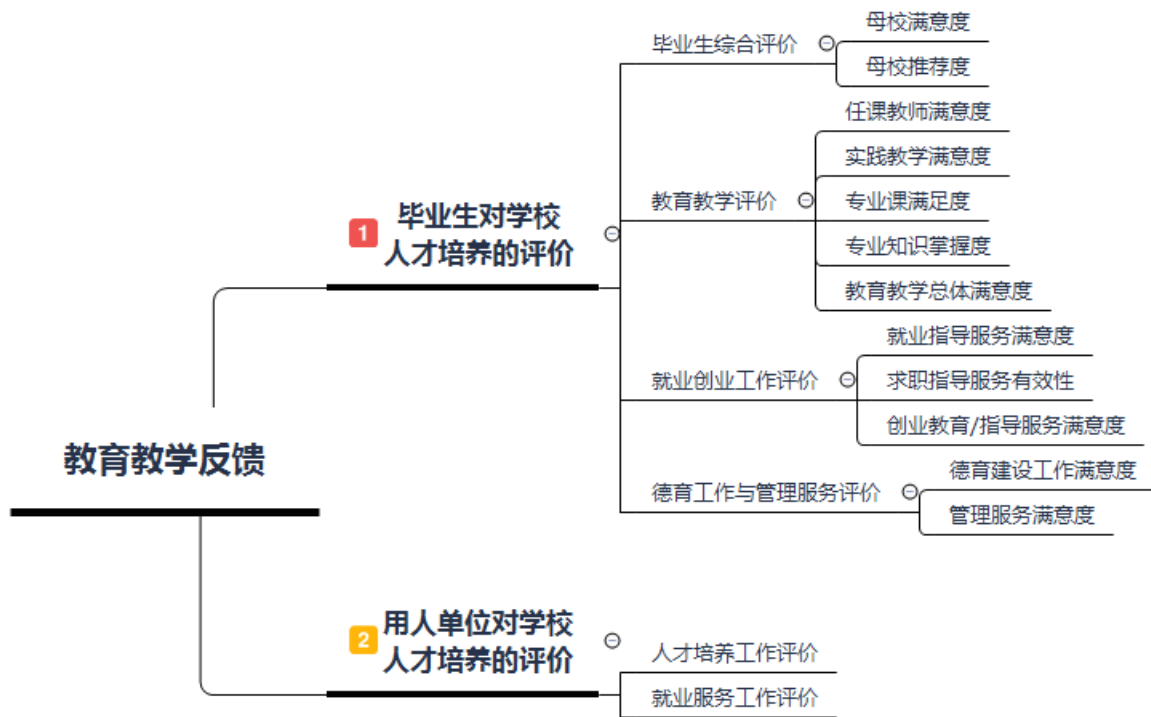 教育教学反馈
1
毕业生对学校
人才培养的评价
毕业生综合评价
母校满意度
母校推荐度
教育教学评价
任课教师满意度
实践教学满意度
专业课满足度
专业知识掌握度
教育教学总体满意度
就业创业工作评价
就业指导服务满意度
求职指导服务有效性
创业教育/指导服务满意度
德育工作与管理服务评价
德育建设工作满意度
管理服务满意度
2
用人单位对学校
人才培养的评价
人才培养工作评价
就业服务工作评价